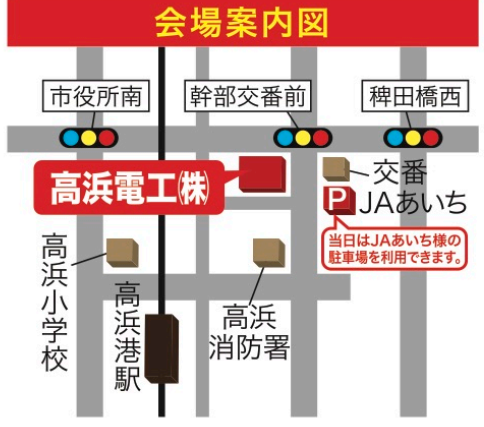 会場案内図
市役所南
幹部交番前
稗田橋西
高浜電工㈱
交番
P JAあいち
当日はJAあいち様の
駐車場を利用できます。
高浜小学校
高浜港駅
高浜
消防署